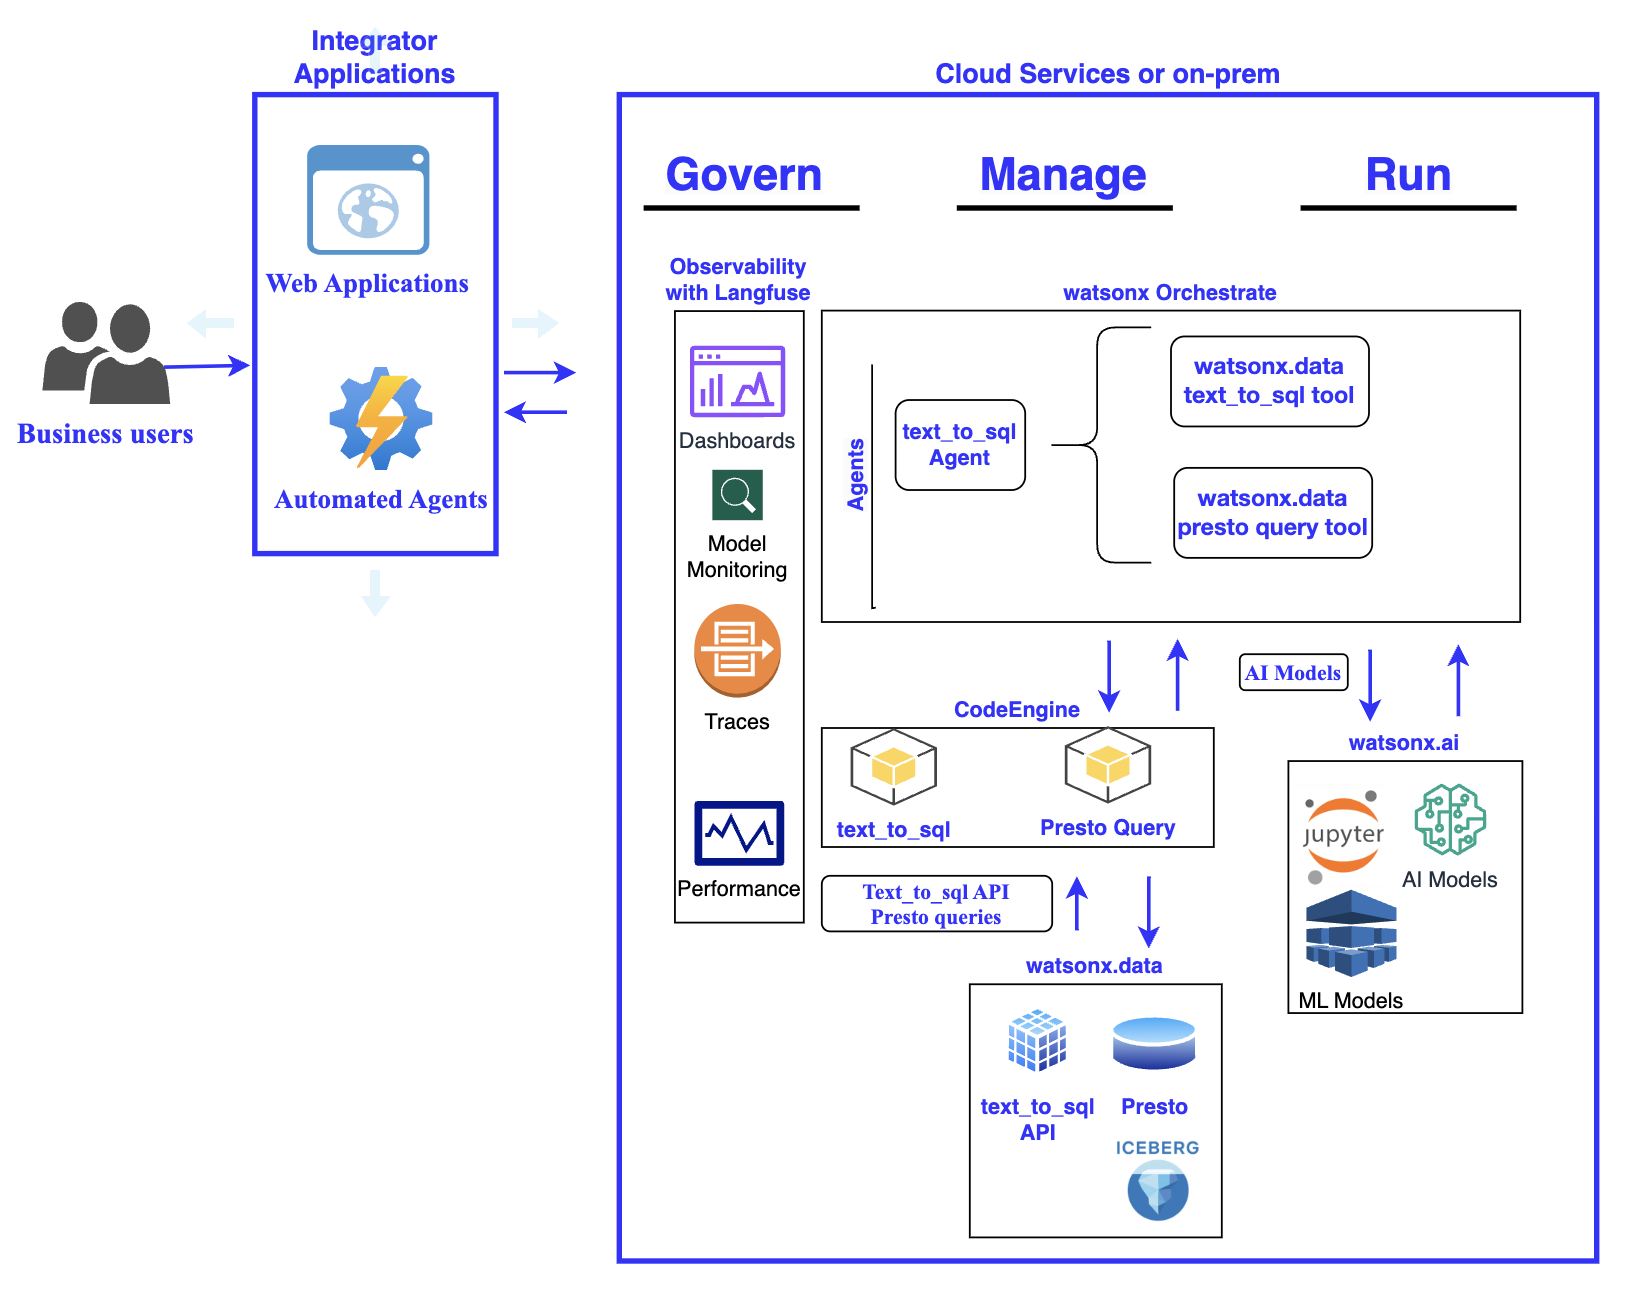 Integrator
Applications
Web Applications
Automated Agents
Business users
Cloud Services or on-prem
Govern
Manage
Run
Observability
with Langfuse
Dashboards
Model
Monitoring
Traces
Performance
watsonx Orchestrate
Agents
text_to_sql
Agent
watsonx.data
text_to_sql tool
watsonx.data
presto query tool
AI Models
CodeEngine
text_to_sql
Presto Query
Text_to_sql API
Presto queries
watsonx.data
text_to_sql
API
Presto
ICEBERG
watsonx.ai
jupyter
AI Models
ML Models